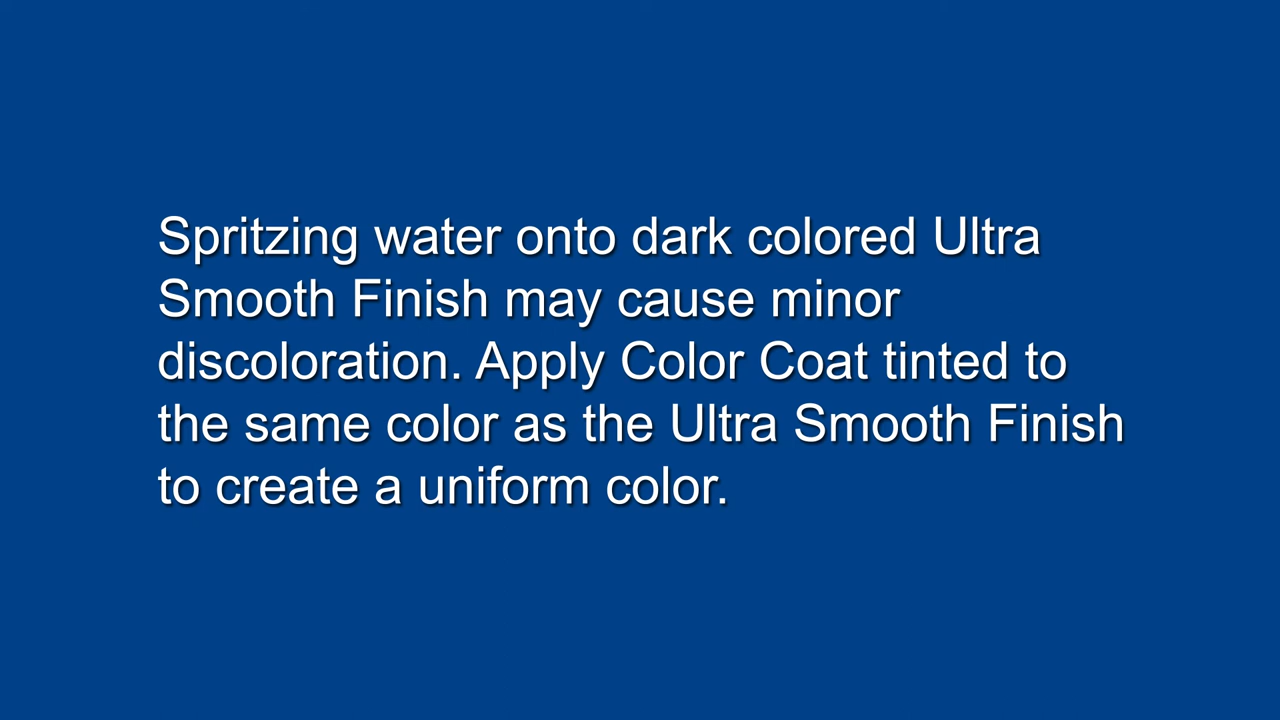 Spritzing water onto dark colored Ultra
Smooth Finish may cause minor
discoloration. Apply Color Coat tinted to
the same color as the Ultra Smooth Finish
to create a uniform color.